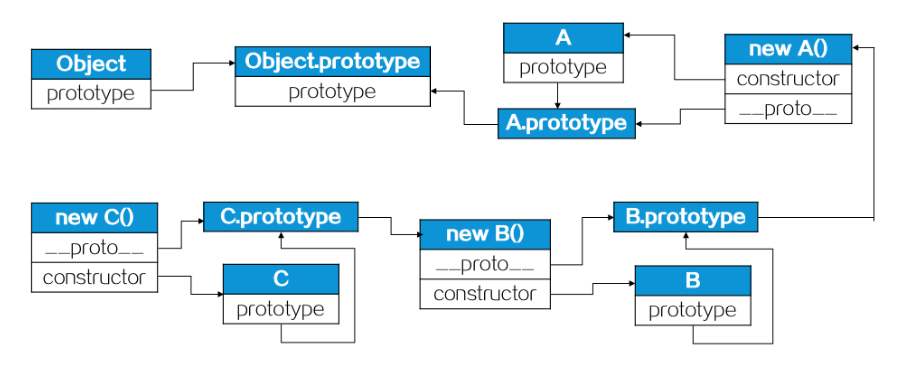 Object
prototype
Object.prototype
prototype
A
prototype
A.prototype
new A()
constructor
__proto__
new C()
__proto__
constructor
C.prototype
C
prototype
new B()
__proto__
constructor
B.prototype
B
prototype